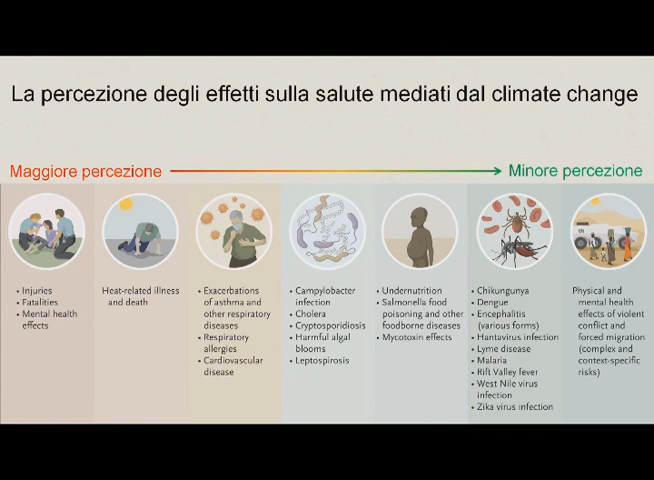 La percezione degli effetti sulla salute mediati dal climate change
Maggiore percezione
Minore percezione
• Injuries
• Fatalities
• Mental health
effects
Heat-related illness
and death
• Exacerbations
of asthma and
other respiratory
diseases
• Respiratory
allergies
• Cardiovascular
disease
• Campylobacter
infection
• Cholera
• Cryptosporidiosis
• Harmful algal
blooms
• Leptospirosis
• Undernutrition
• Salmonella food
poisoning and other
foodborne diseases
• Mycotoxin effects
• Chikungunya
• Dengue
• Encephalitis
(various forms)
• Hantavirus infection
• Lyme disease
• Malaria
• Rift Valley fever
• West Nile virus
infection
• Zika virus infection
UN
Physical and
mental health
effects of violent
conflict and
forced migration
(complex and
context-specific
risks)